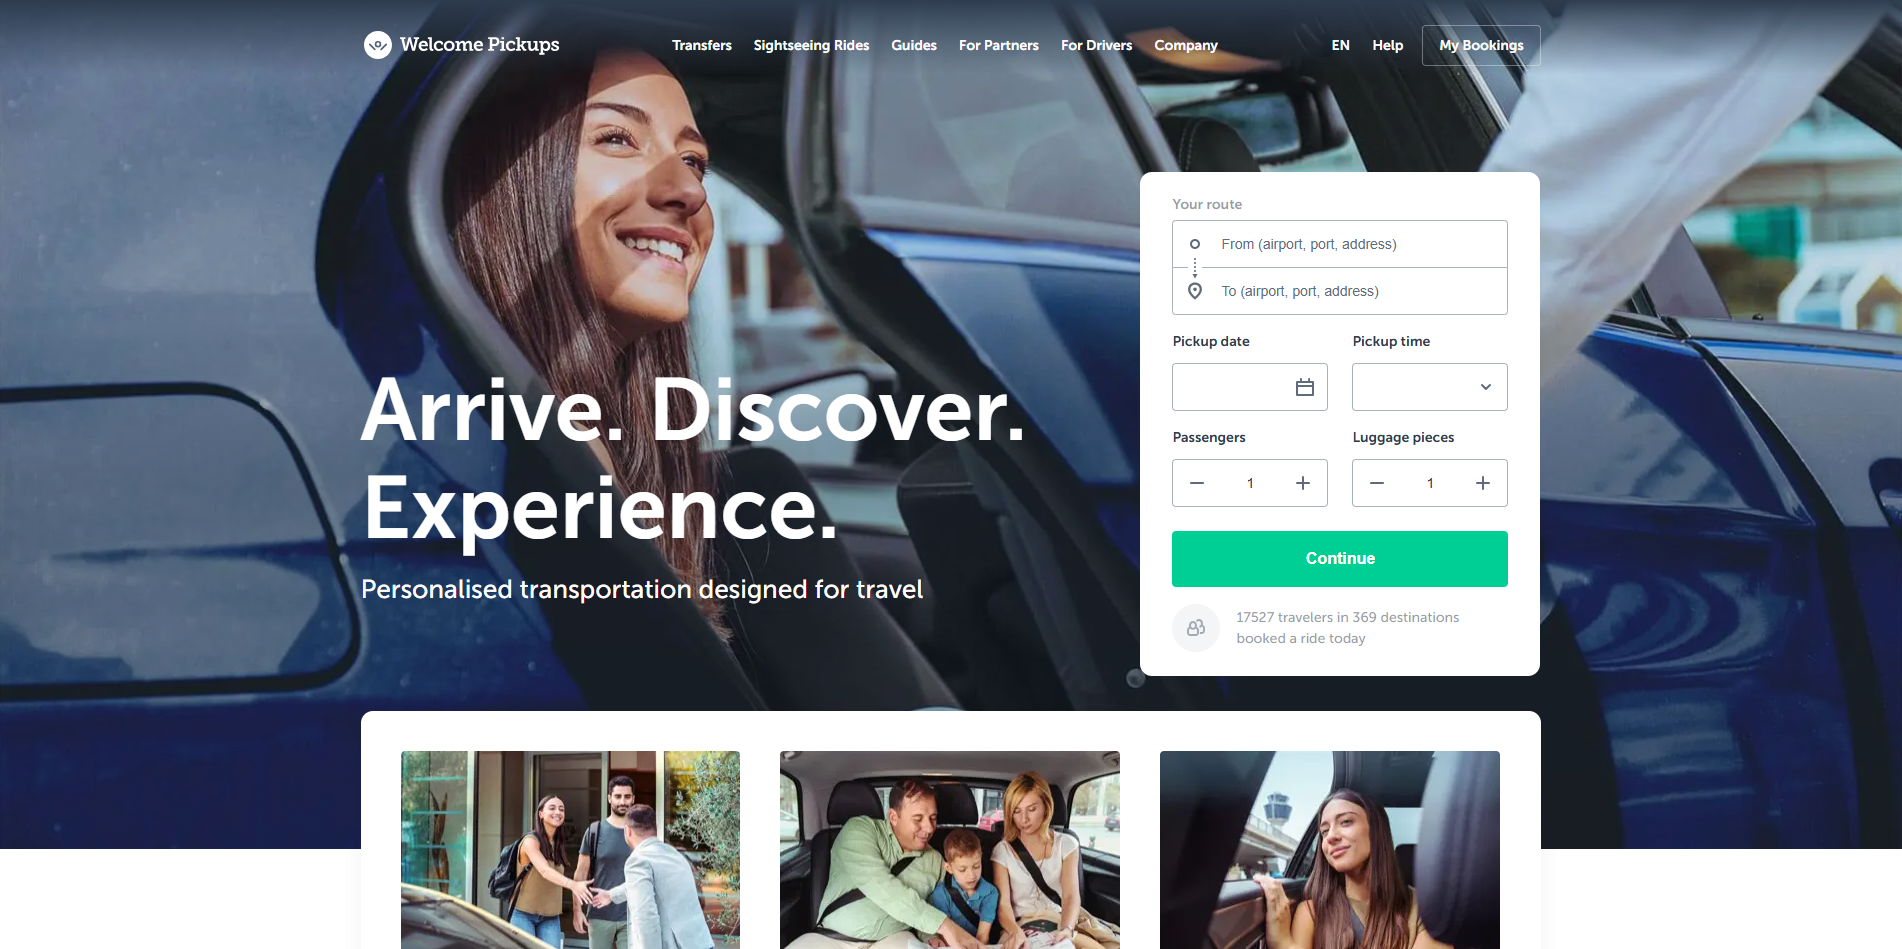 Welcome Pickups
Transfers
Sightseeing Rides
Guides
For Partners
For Drivers
Company
EN
Help
My Bookings
Arrive. Discover.
Experience.
Personalised transportation designed for travel
Your route
From (airport, port, address)
To (airport, port, address)
Pickup date
Pickup time
Passengers
Luggage pieces
1
1
Continue
17527 travelers in 369 destinations
booked a ride today